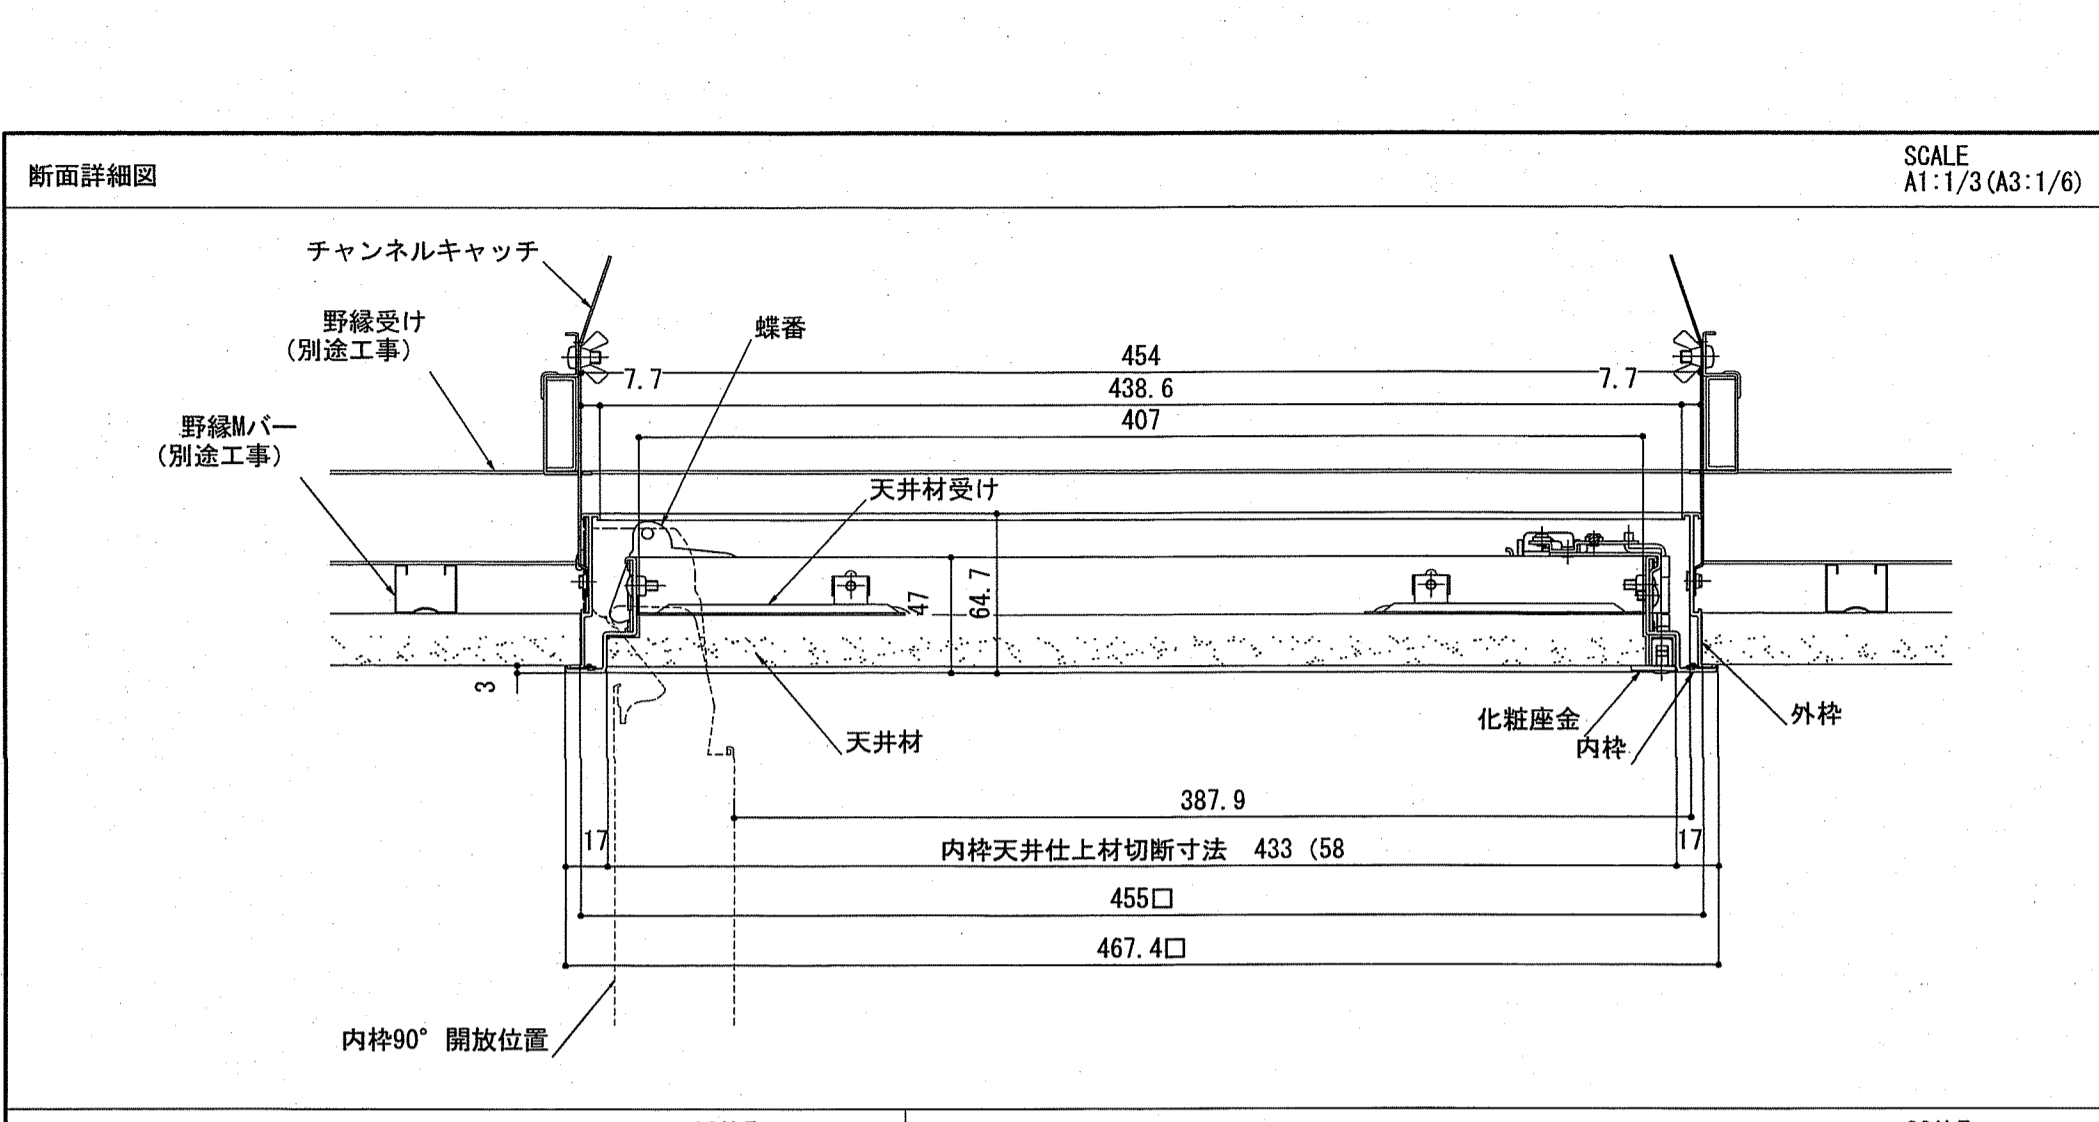 断面詳細図
SCALE
A1:1/3(A3:1/6)
チャンネルキャッチ
野縁受け
(別途工事)
蝶番
454
7.7
7.7
438.6
407
野縁Mバー
(別途工事)
天井材受け
47
64.7
3
天井材
化粧座金
内枠
外枠
387.9
17
内枠天井仕上材切断寸法 433 (58
17
455□
467.4□
内枠90°開放位置